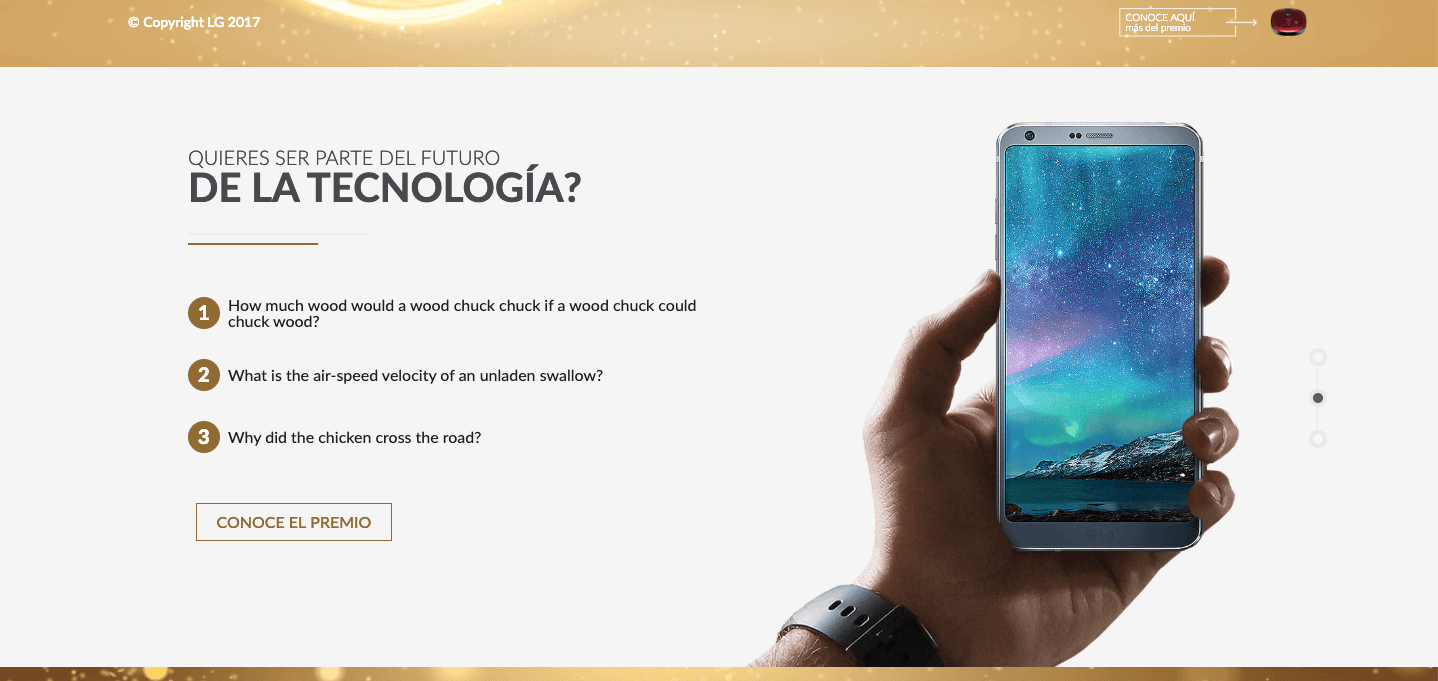 © Copyright LG 2017
CONOCE AQUÍ
más del premio
QUIERES SER PARTE DEL FUTURO
DE LA TECNOLOGÍA?
1 How much wood would a wood chuck chuck if a wood chuck could
chuck wood?
2 What is the air-speed velocity of an unladen swallow?
3 Why did the chicken cross the road?
CONOCE EL PREMIO
LG